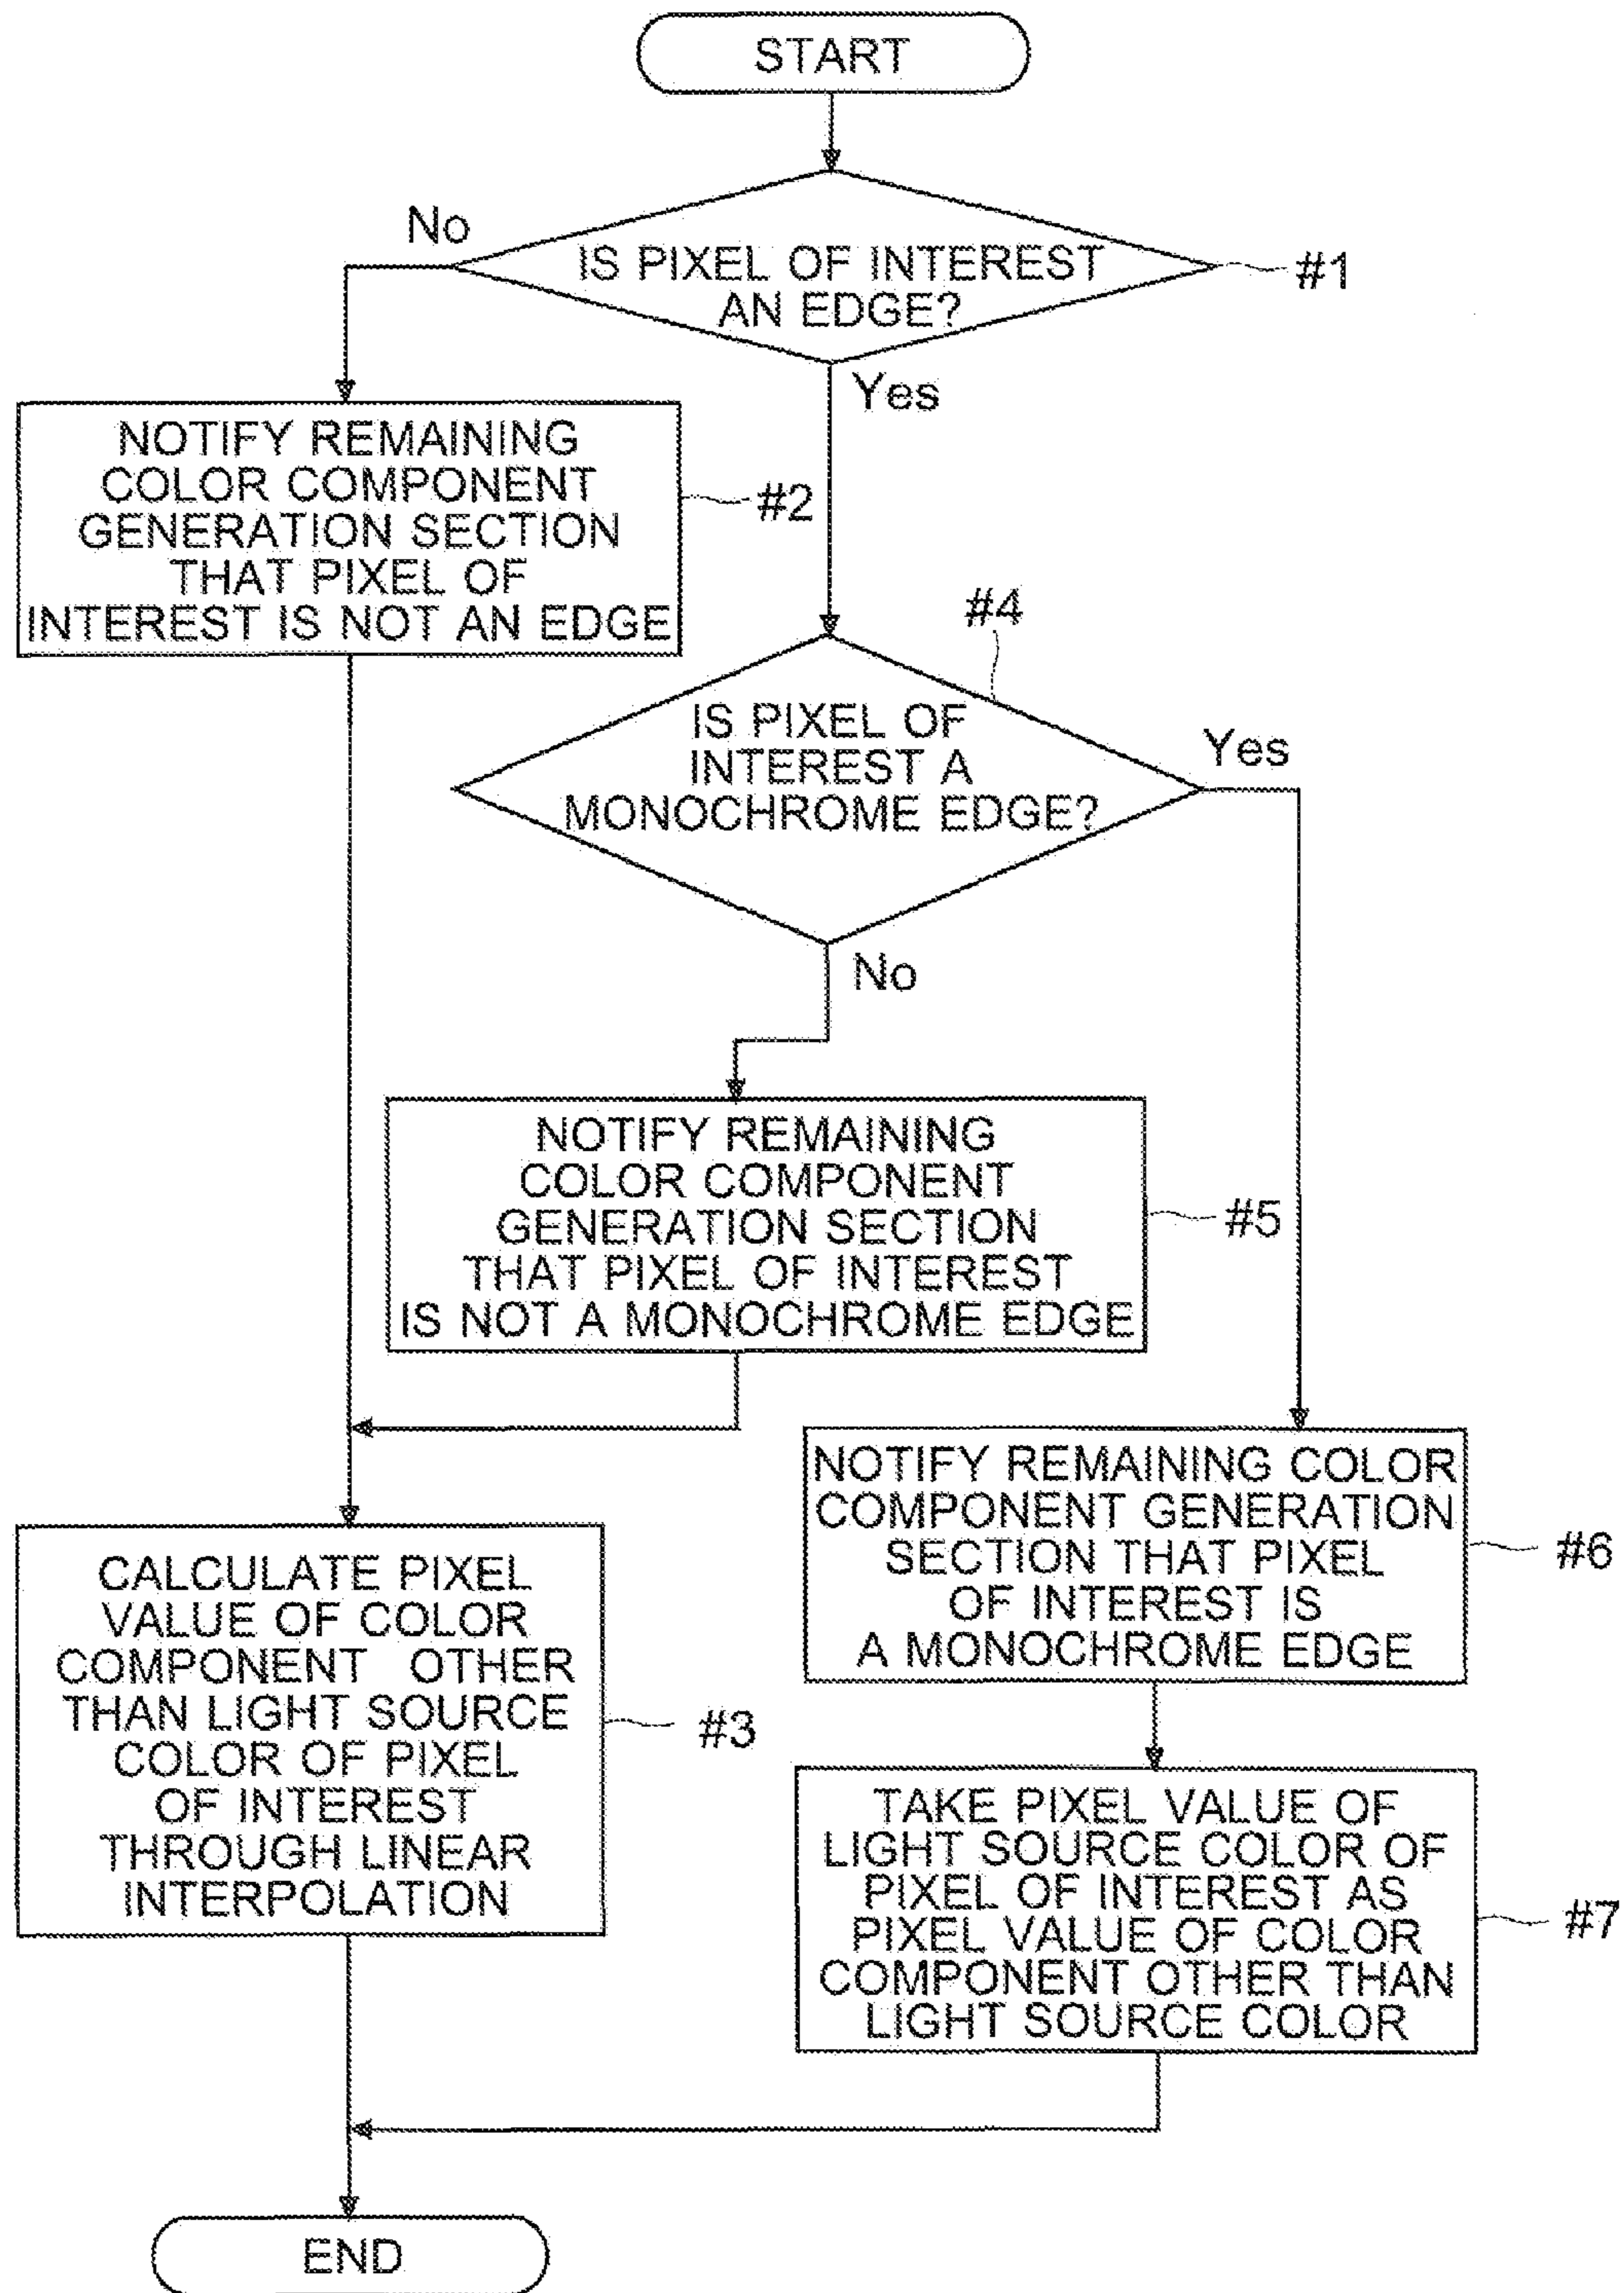 START
No
IS PIXEL OF INTEREST
AN EDGE?
#1
Yes
NOTIFY REMAINING
COLOR COMPONENT
GENERATION SECTION
THAT PIXEL OF
INTEREST IS NOT AN EDGE
#2
#4
IS PIXEL OF
INTEREST A
MONOCHROME EDGE?
Yes
No
NOTIFY REMAINING
COLOR COMPONENT
GENERATION SECTION
THAT PIXEL OF INTEREST
IS NOT A MONOCHROME EDGE
#5
NOTIFY REMAINING COLOR
COMPONENT GENERATION
SECTION THAT PIXEL
OF INTEREST IS
A MONOCHROME EDGE
#6
CALCULATE PIXEL
VALUE OF COLOR
COMPONENT OTHER
THAN LIGHT SOURCE
COLOR OF PIXEL
OF INTEREST
THROUGH LINEAR
INTERPOLATION
#3
TAKE PIXEL VALUE OF
LIGHT SOURCE COLOR OF
PIXEL OF INTEREST AS
PIXEL VALUE OF COLOR
COMPONENT OTHER THAN
LIGHT SOURCE COLOR
#7
END